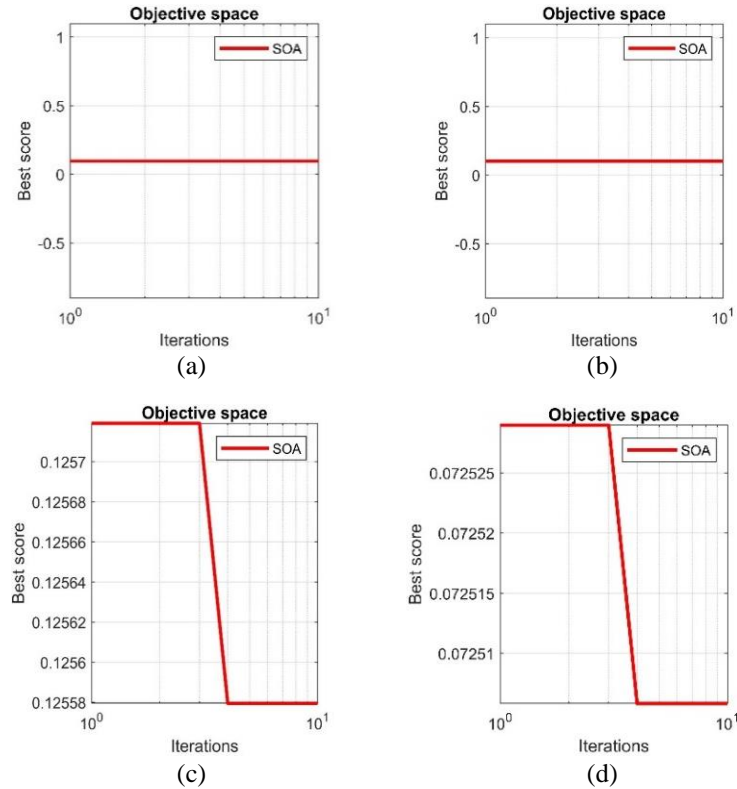 Objective space
1
SOA
0.5
Best score
0
-0.5
10^0
10^1
Iterations
(a)
Objective space
1
SOA
0.5
Best score
0
-0.5
10^0
10^1
Iterations
(b)
Objective space
SOA
0.1257
0.12568
0.12566
Best score
0.12564
0.12562
0.1256
0.12558
10^0
10^1
Iterations
(c)
Objective space
SOA
0.072525
0.07252
Best score
0.072515
0.07251
10^0
10^1
Iterations
(d)